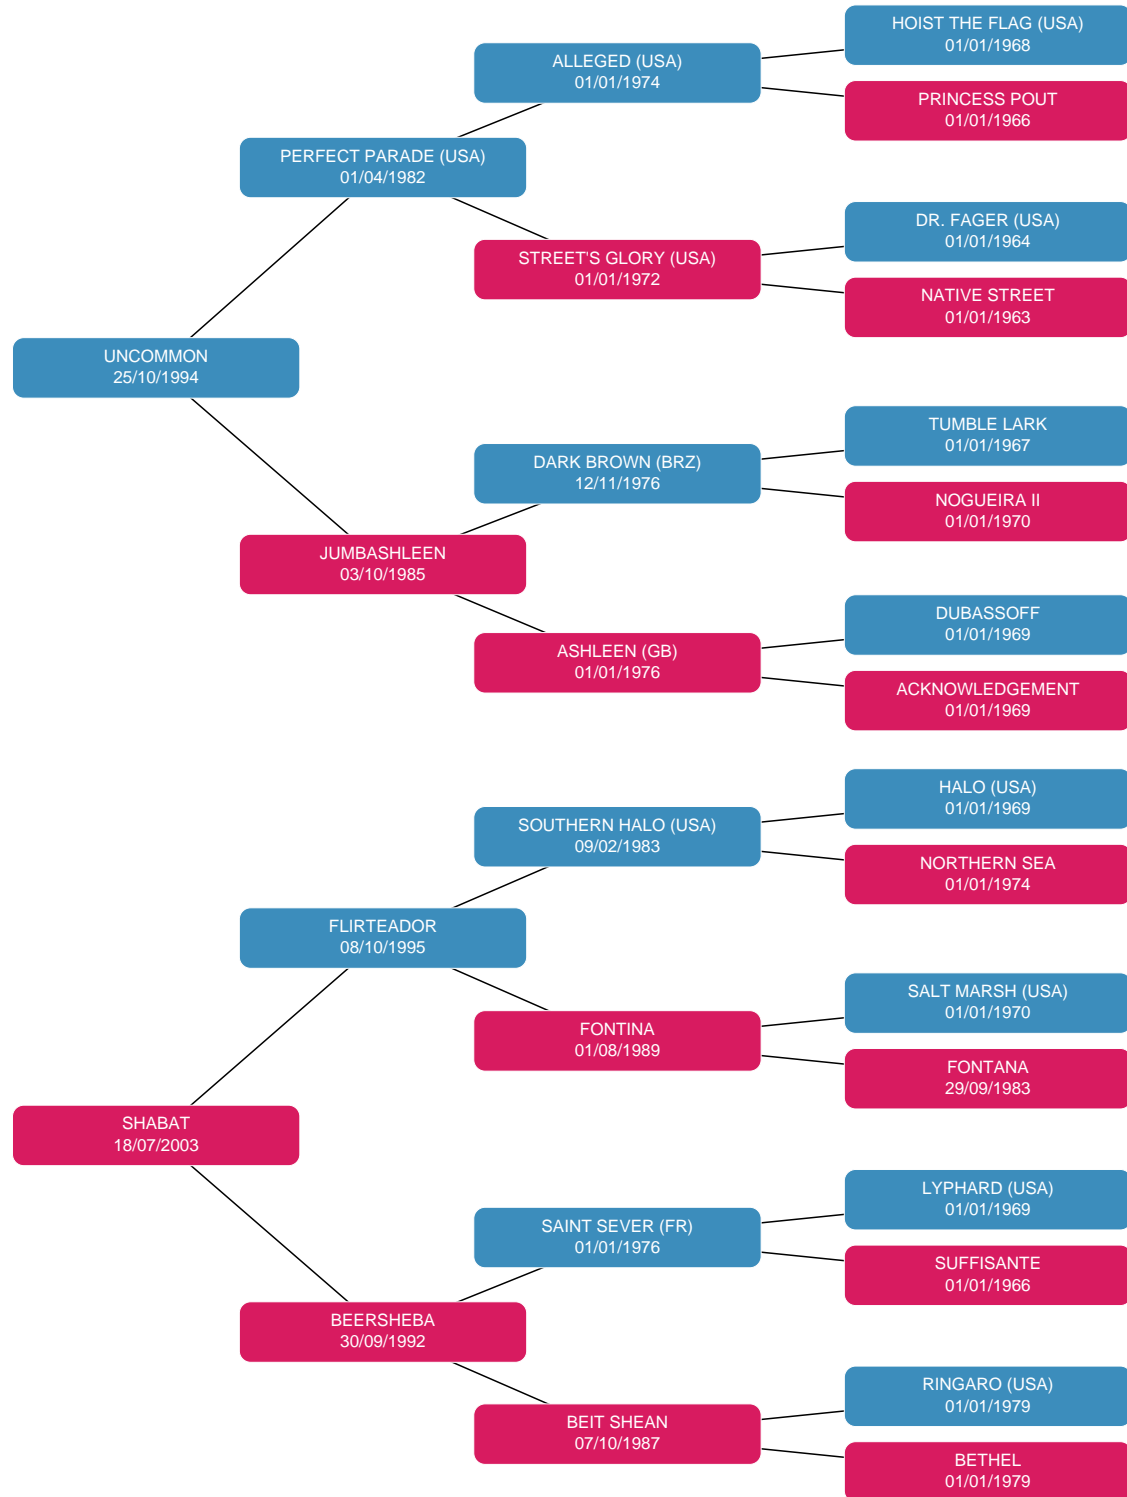 HOIST THE FLAG (USA)
01/01/1968
ALLEGED (USA)
01/01/1974
PRINCESS POUT
01/01/1966
PERFECT PARADE (USA)
01/04/1982
DR. FAGER (USA)
01/01/1964
STREET'S GLORY (USA)
01/01/1972
NATIVE STREET
01/01/1963
UNCOMMON
25/10/1994
TUMBLE LARK
01/01/1967
DARK BROWN (BRZ)
12/11/1976
NOGUEIRA II
01/01/1970
JUMBASHLEEN
03/10/1985
DUBASSOFF
01/01/1969
ASHLEEN (GB)
01/01/1976
ACKNOWLEDGEMENT
01/01/1969
HALO (USA)
01/01/1969
SOUTHERN HALO (USA)
09/02/1983
NORTHERN SEA
01/01/1974
FLIRTEADOR
08/10/1995
SALT MARSH (USA)
01/01/1970
FONTINA
01/08/1989
FONTANA
29/09/1983
SHABAT
18/07/2003
LYPHARD (USA)
01/01/1969
SAINT SEVER (FR)
01/01/1976
SUFFISANTE
01/01/1966
BEERSHEBA
30/09/1992
RINGARO (USA)
01/01/1979
BEIT SHEAN
07/10/1987
BETHEL
01/01/1979